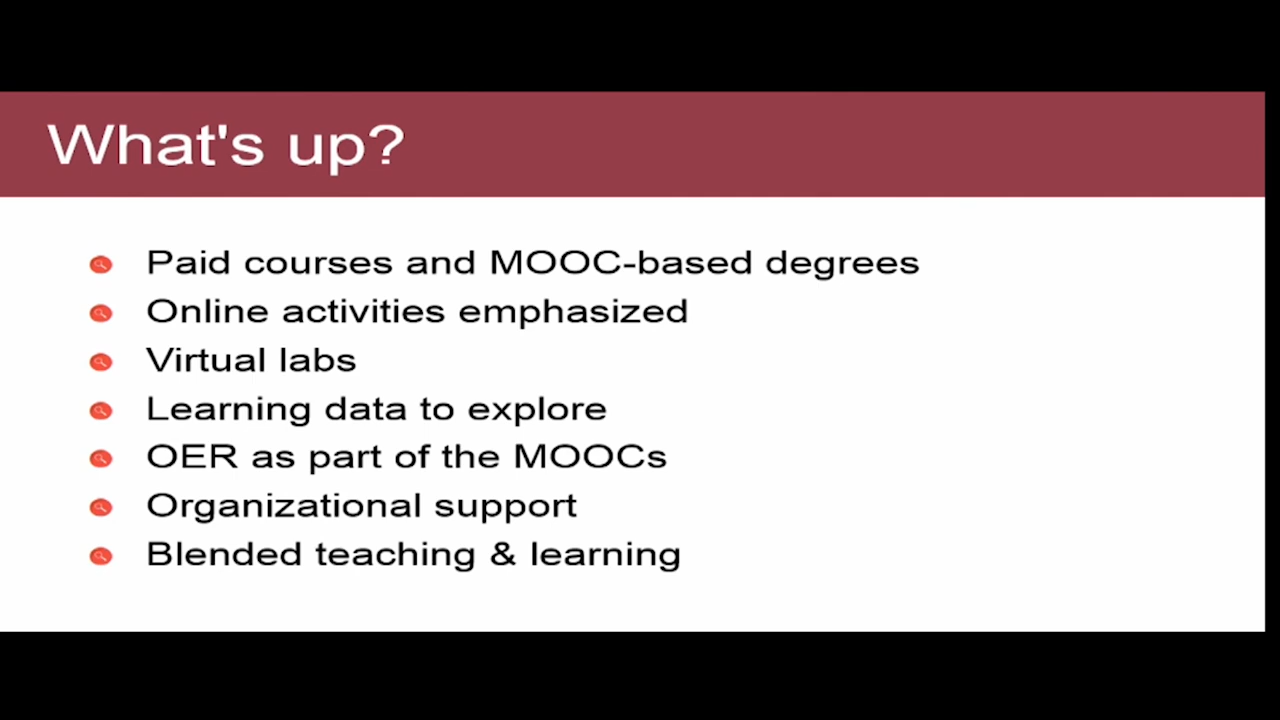 What's up?
Paid courses and MOOC-based degrees
Online activities emphasized
Virtual labs
Learning data to explore
OER as part of the MOOCs
Organizational support
Blended teaching & learning